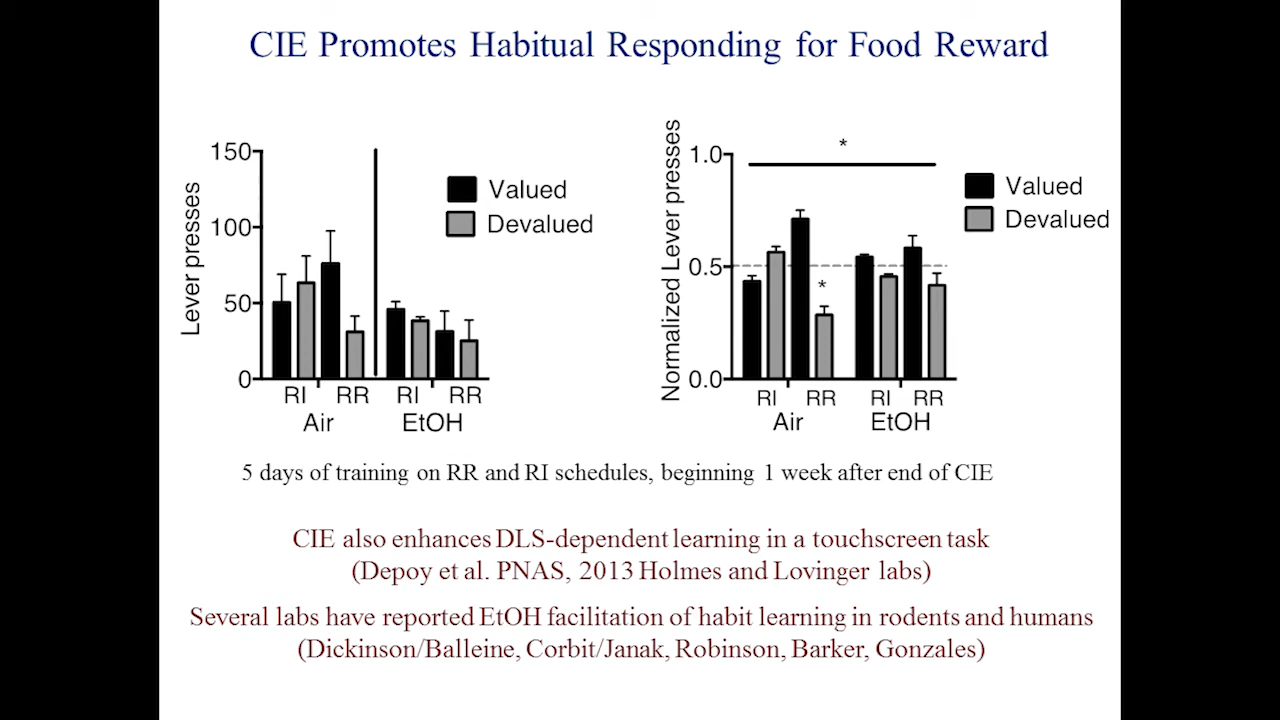 CIE Promotes Habitual Responding for Food Reward
Lever presses
150
100
50
0
Valued
Devalued
RI RR RI RR
Air EtOH
Normalized Lever presses
1.0
0.5
0.0
*
*
Valued
Devalued
RI RR RI RR
Air EtOH
5 days of training on RR and RI schedules, beginning 1 week after end of CIE
CIE also enhances DLS-dependent learning in a touchscreen task
(Depoy et al. PNAS, 2013 Holmes and Lovinger labs)
Several labs have reported EtOH facilitation of habit learning in rodents and humans
(Dickinson/Balleine, Corbit/Janak, Robinson, Barker, Gonzales)